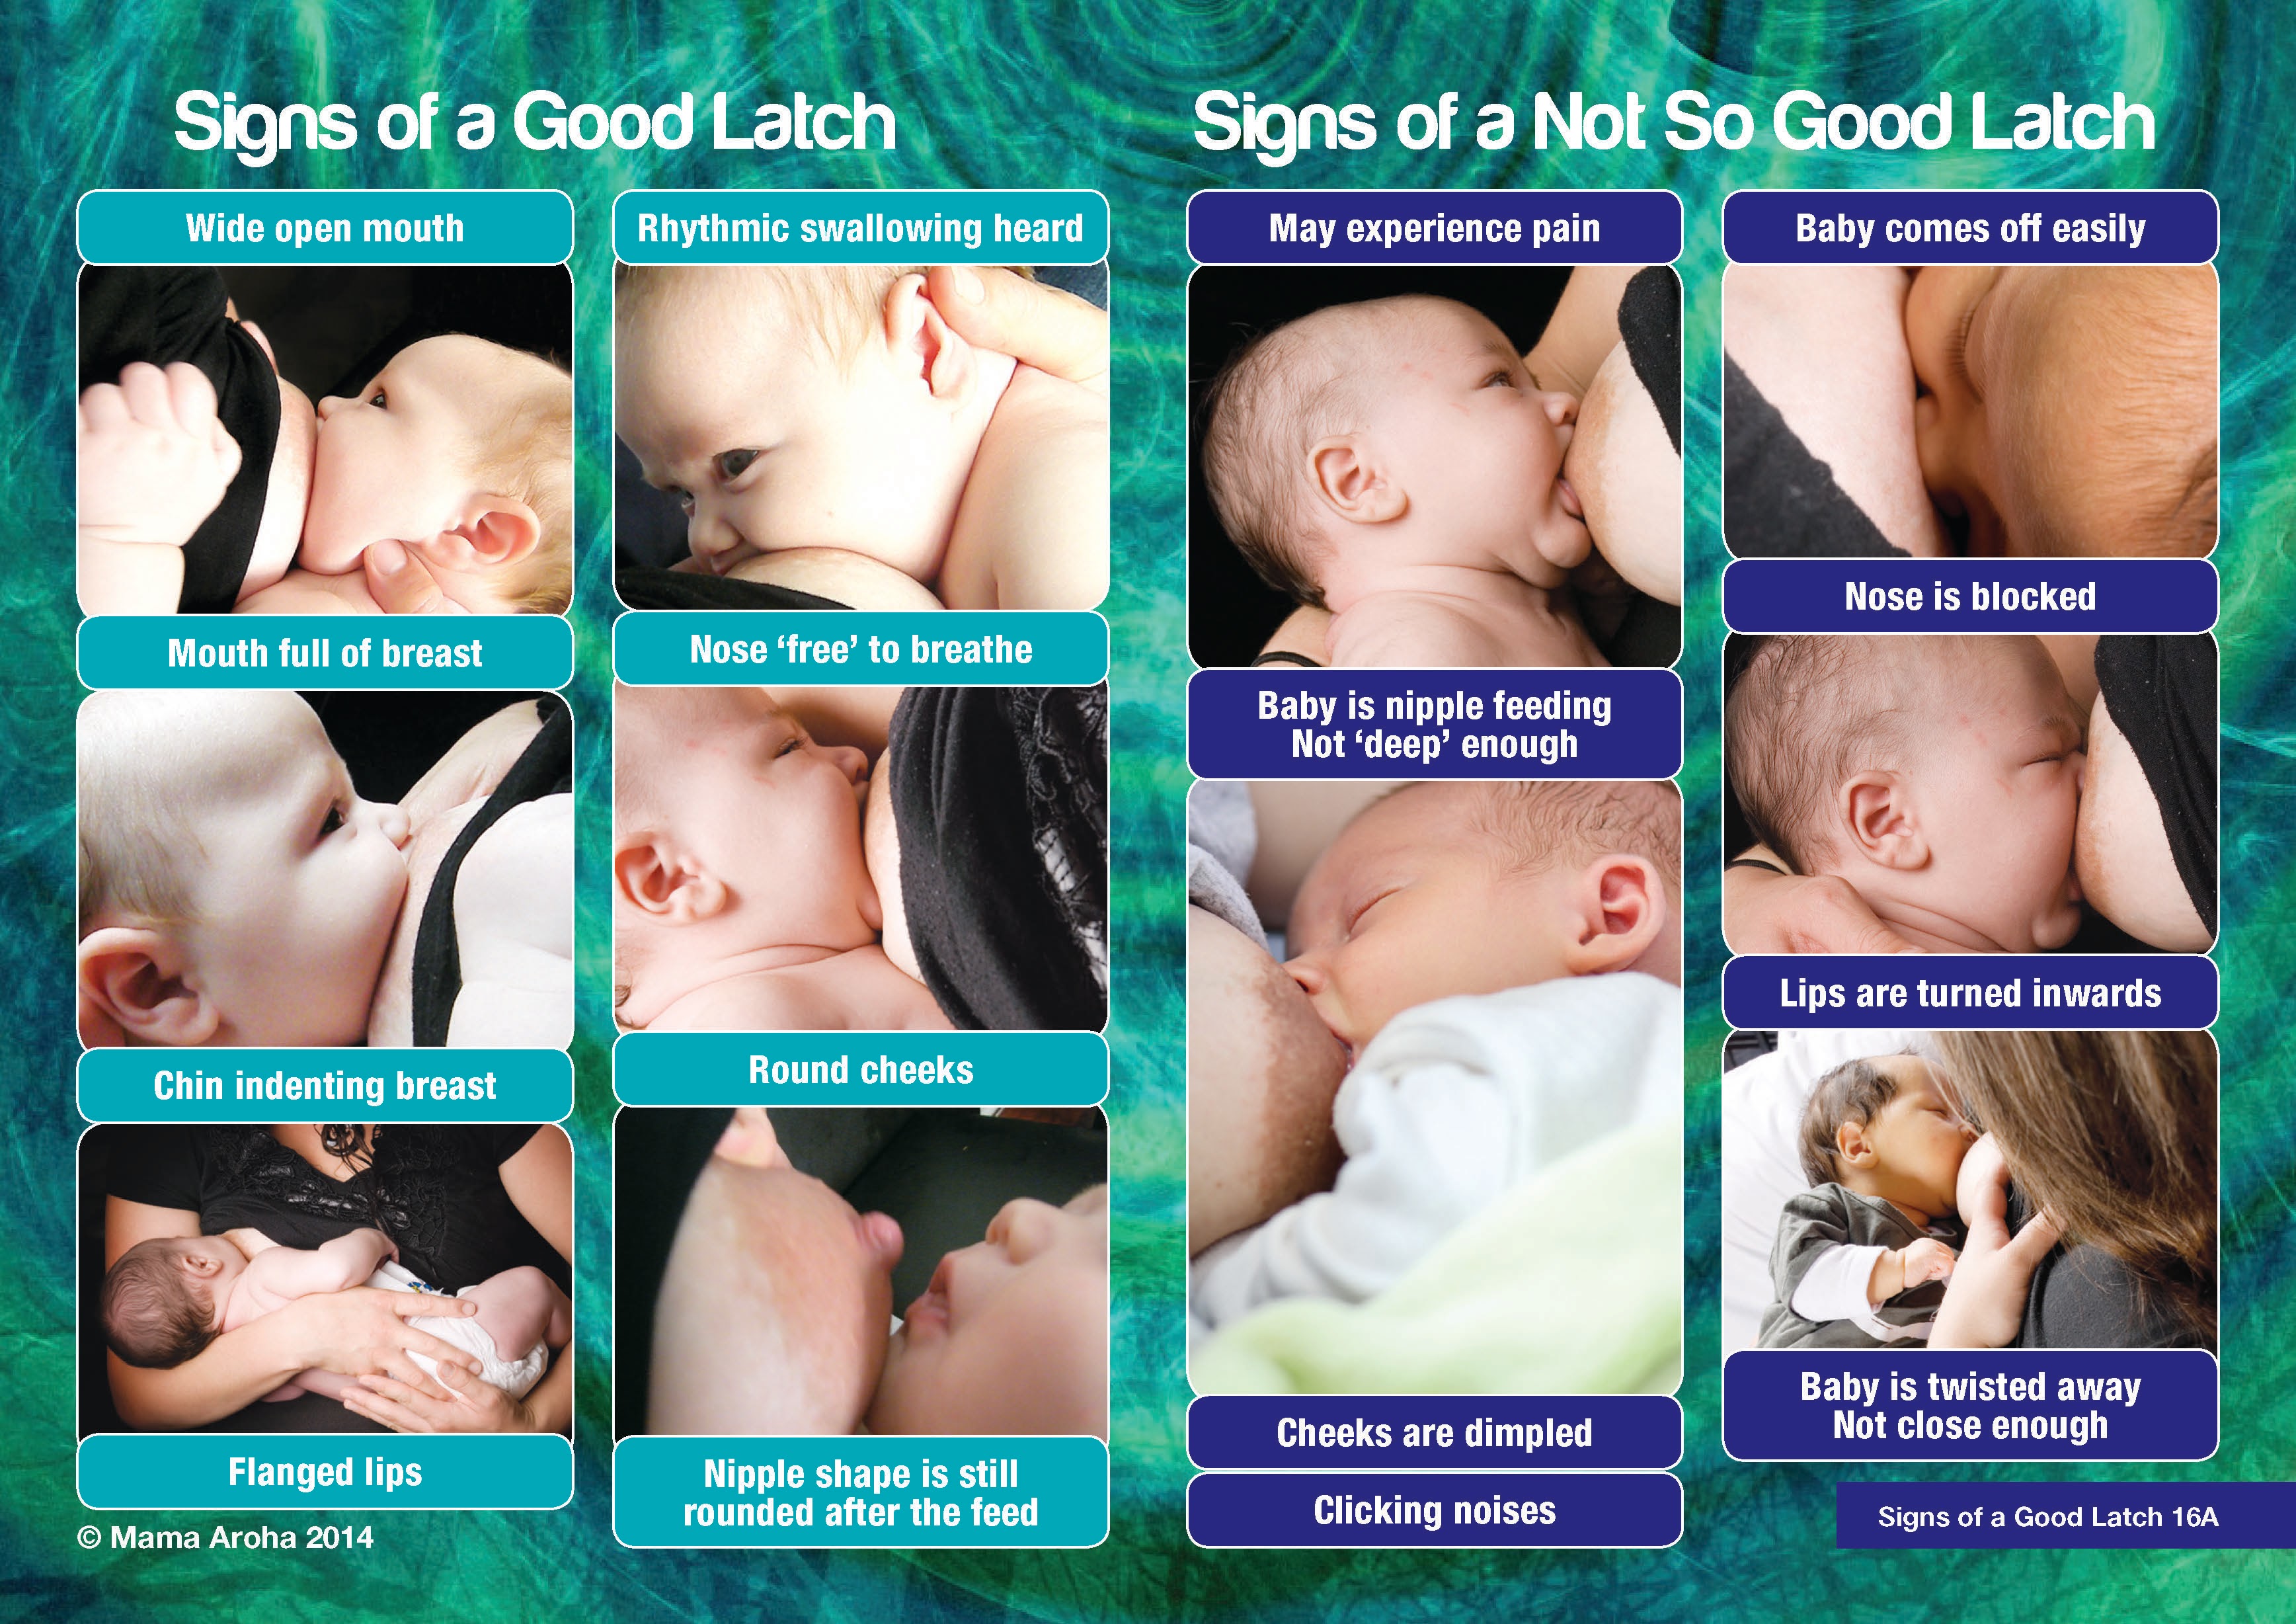 Signs of a Good Latch
Wide open mouth
Mouth full of breast
Chin indenting breast
Flanged lips
Rhythmic swallowing heard
Nose ‘free’ to breathe
Round cheeks
Nipple shape is still
rounded after the feed
© Mama Aroha 2014
Signs of a Not So Good Latch
May experience pain
Baby is nipple feeding
Not ‘deep’ enough
Cheeks are dimpled
Clicking noises
Baby comes off easily
Nose is blocked
Lips are turned inwards
Baby is twisted away
Not close enough
Signs of a Good Latch 16A